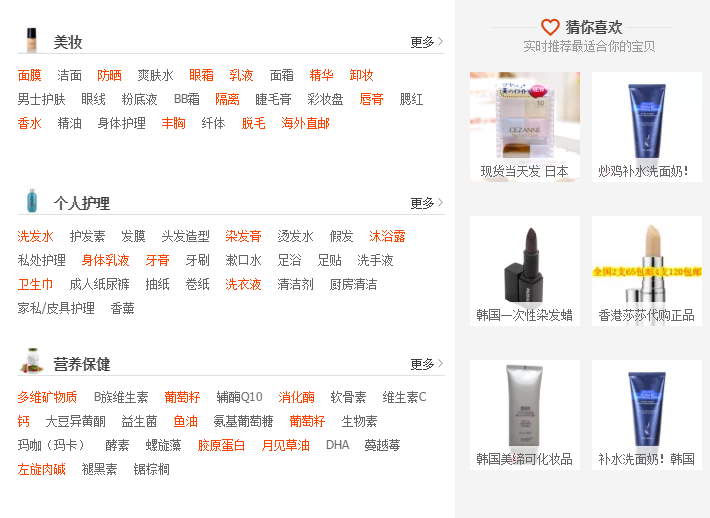 美妆 更多
面膜 洁面 防晒 爽肤水 眼霜 乳液 面霜 精华 卸妆
男士护肤 眼线 粉底液 BB霜 隔离 睫毛膏 彩妆盘 唇膏 腮红
香水 精油 身体护理 丰胸 纤体 脱毛 海外直邮
个人护理 更多
洗发水 护发素 发膜 头发造型 染发膏 烫发水 假发 沐浴露
私处护理 身体乳液 牙膏 牙刷 漱口水 足浴 足贴 洗手液
卫生巾 成人纸尿裤 抽纸 卷纸 洗衣液 清洁剂 厨房清洁
家私/皮具护理 香薰
营养保健 更多
多维矿物质 B族维生素 葡萄籽 辅酶Q10 消化酶 软骨素 维生素C
钙 大豆异黄酮 益生菌 鱼油 氨基葡萄糖 葡萄籽 生物素
玛咖（玛卡） 酵素 螺旋藻 胶原蛋白 月见草油 DHA 蔓越莓
左旋肉碱 褪黑素 锯棕榈
猜你喜欢
实时推荐最适合你的宝贝
NEW
10
CEZANNE
现货当天发 日本
炒鸡补水洗面奶！
韩国一次性染发蜡
全国2支65包邮4支120包邮
香港莎莎代购正品
韩国美缔可化妆品
补水洗面奶！韩国